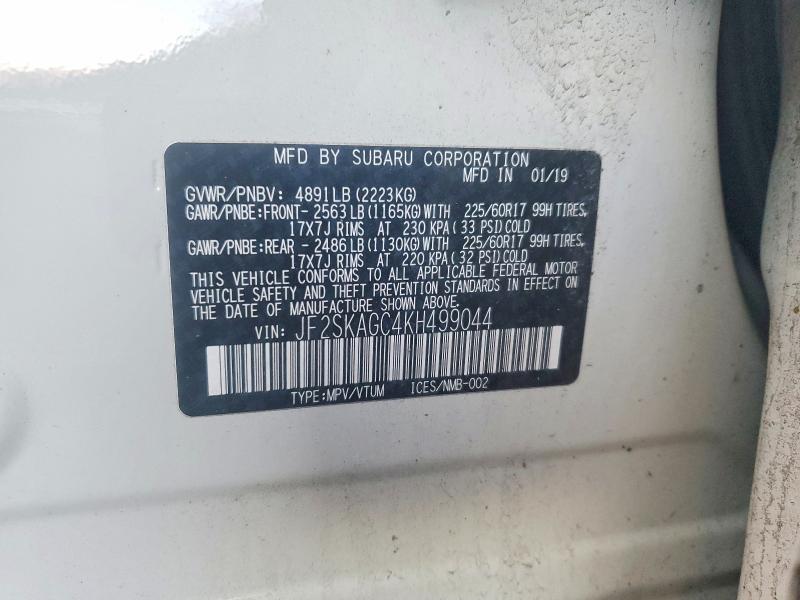 MFD BY SUBARU CORPORATION
MFD IN 01/19
GVWR/PNBV: 4891LB (2223KG)
GAWR/PNBE:FRONT- 2563LB (1165KG) WITH 225/60R17 99H TIRES,
17X7J RIMS AT 230 KPA (33 PSI) COLD
GAWR/PNBE:REAR - 2486LB (1130KG) WITH 225/60R17 99H TIRES,
17X7J RIMS AT 220 KPA (32 PSI) COLD
THIS VEHICLE CONFORMS TO ALL APPLICABLE FEDERAL MOTOR
VEHICLE SAFETY AND THEFT PREVENTION STANDARDS IN EFFECT ON
THE DATE OF MANUFACTURE SHOWN ABOVE.
VIN: JF2SKAGC4KH499044
TYPE:MPV/VTUM ICES/NMB-002